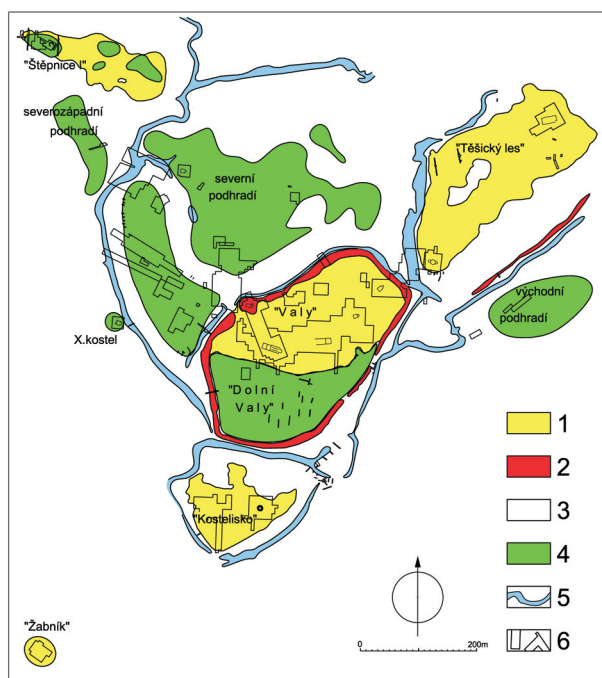 "Štěpnice I"
severozápadní
podhradí
severní
podhradí
"Těšický les"
X.kostel
"Valy"
východní
podhradí
"Dolní
Valy"
"Kostelisko"
"Žabník"
1
2
3
4
5
6
0
200m